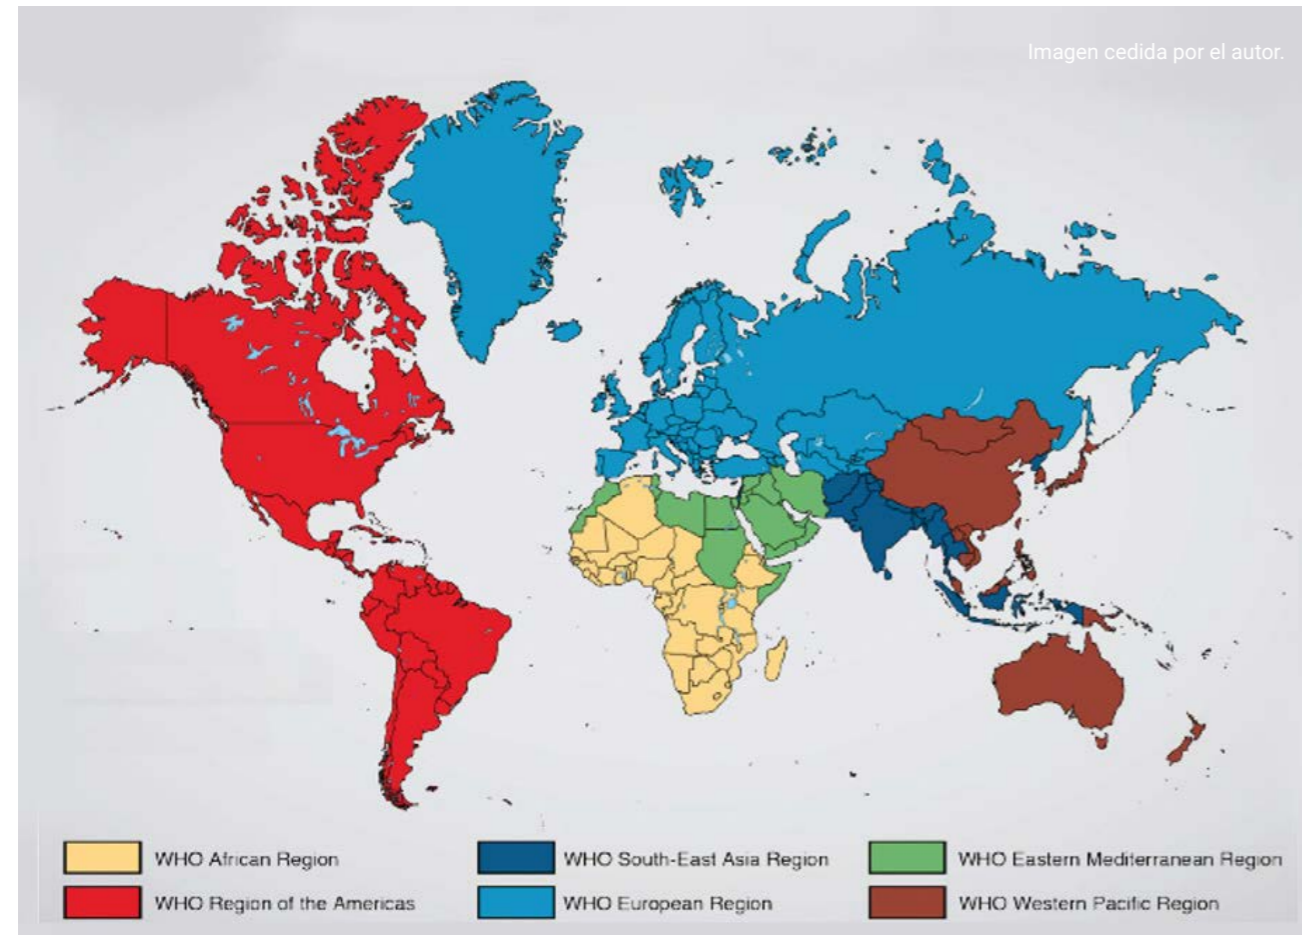 Imagen cedida por el autor.
WHO African Region
WHO South-East Asia Region
WHO Eastern Mediterranean Region
WHO Region of the Americas
WHO European Region
WHO Western Pacific Region